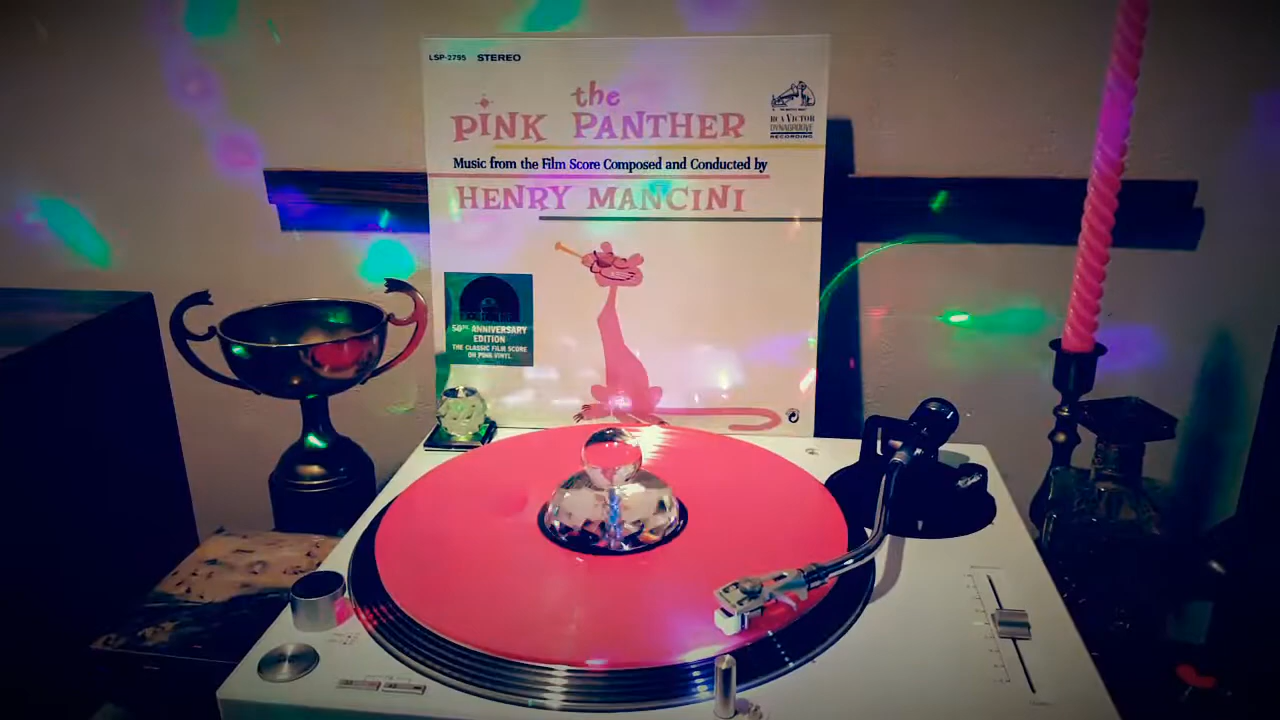 LSP-2795 STEREO
the
PINK PANTHER
RCA VICTOR
DYNAGROOVE
RECORDING
Music from the Film Score Composed and Conducted by
HENRY MANCINI
50TH ANNIVERSARY
EDITION
THE CLASSIC FILM SCORE
ON PINK VINYL